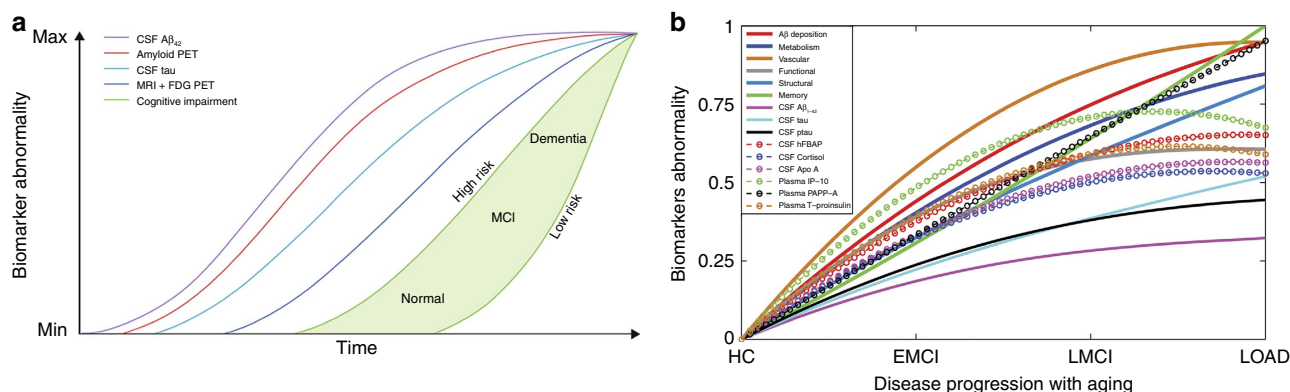 a
Max
CSF Aβ42
Amyloid PET
CSF tau
MRI + FDG PET
Cognitive impairment
Biomarker abnormality
High risk
Dementia
MCI
Low risk
Normal
Min
Time
b
1
0.75
0.5
0.25
0
Biomarkers abnormality
Aβ deposition
Metabolism
Vascular
Functional
Structural
Memory
CSF Aβ1−42
CSF tau
CSF ptau
CSF hFBAP
CSF Cortisol
CSF Apo A
Plasma IP−10
Plasma PAPP−A
Plasma T−proinsulin
HC
EMCI
LMCI
LOAD
Disease progression with aging